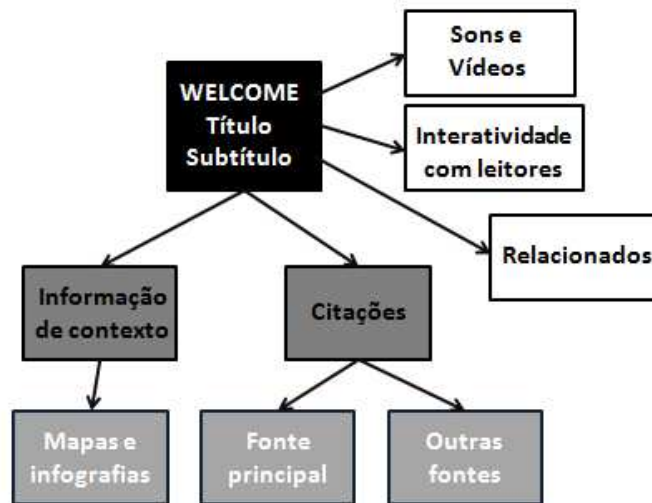 Sons e
Vídeos
WELCOME
Título
Subtítulo
Interatividade
com leitores
Relacionados
Informação
de contexto
Citações
Mapas e
infografias
Fonte
principal
Outras
fontes